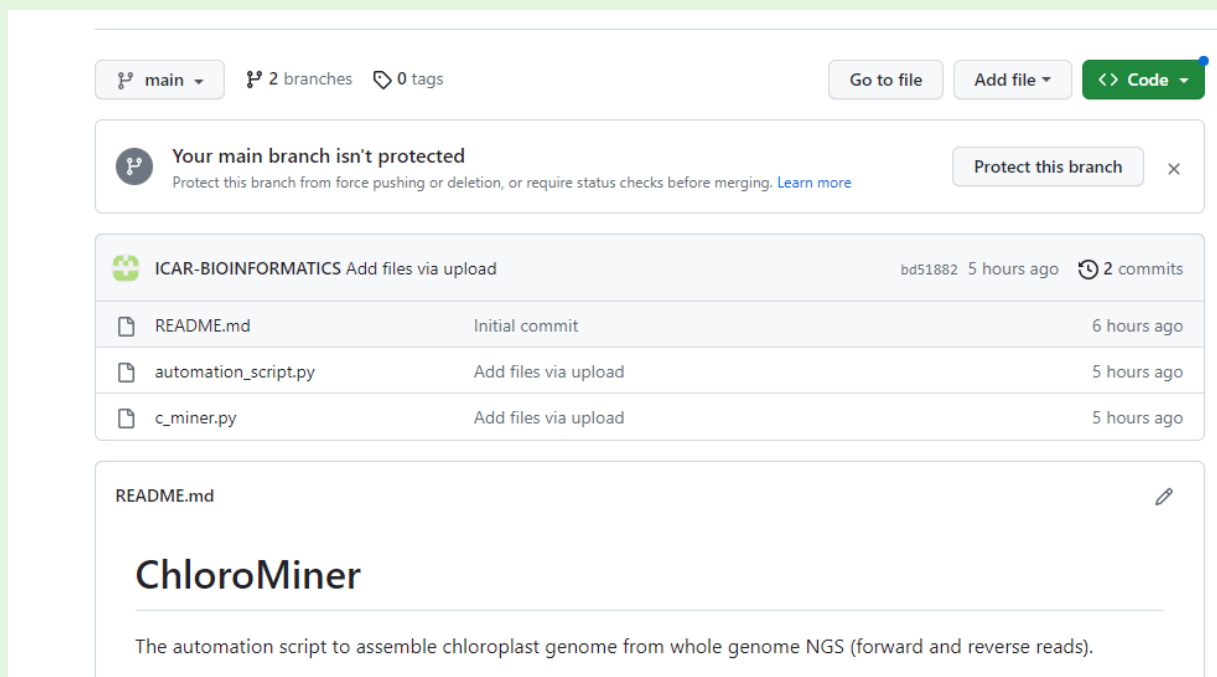 main 2 branches 0 tags Go to file Add file <> Code
Your main branch isn't protected
Protect this branch from force pushing or deletion, or require status checks before merging. Learn more
Protect this branch
ICAR-BIOINFORMATICS Add files via upload bd51882 5 hours ago 2 commits
README.md Initial commit 6 hours ago
automation_script.py Add files via upload 5 hours ago
c_miner.py Add files via upload 5 hours ago
README.md
ChloroMiner
The automation script to assemble chloroplast genome from whole genome NGS (forward and reverse reads).